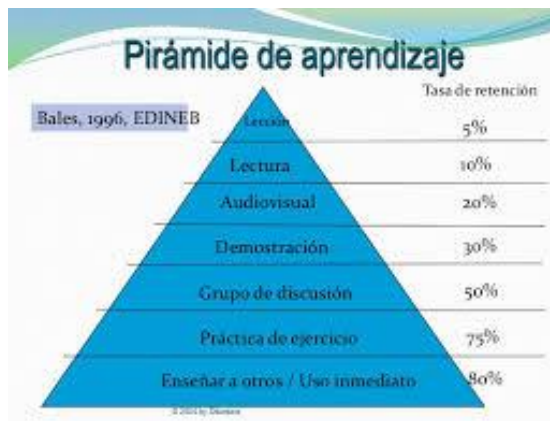 Pirámide de aprendizaje
Tasa de retención
Bales, 1996, EDINEB
Lección 5%
Lectura 10%
Audiovisual 20%
Demostración 30%
Grupo de discusión 50%
Práctica de ejercicio 75%
Enseñar a otros / Uso inmediato 80%